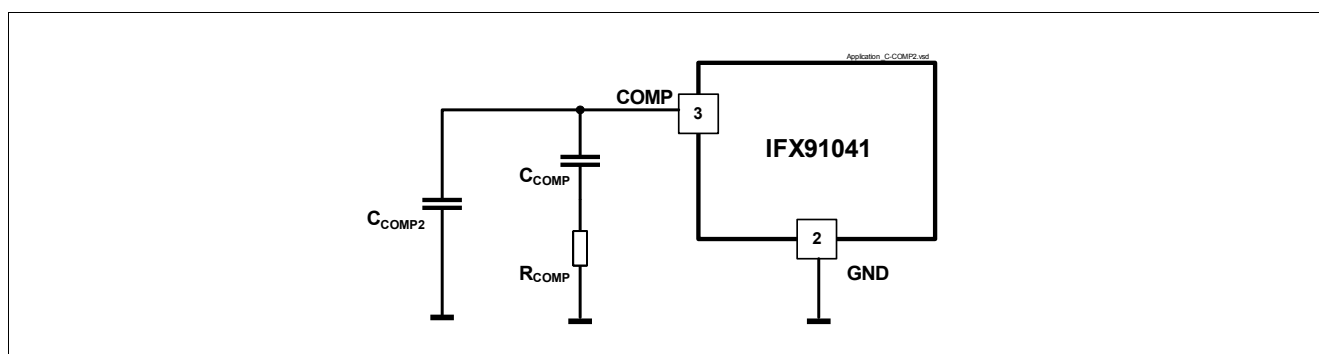 Application_C-COMP2.vsd
COMP
3
IFX91041
CCOMP
CCOMP2
2
RCOMP
GND